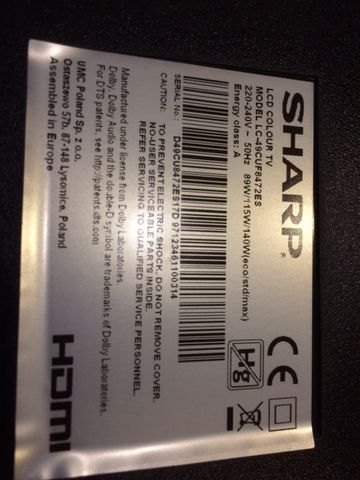 SHARP®
LCD COLOUR TV
MODEL LC-49CUF8472ES
220-240V ~ 50Hz 89W/115W/140W(eco/std/max)
Energy class: A
CE
Hg
SERIAL NO:
D49CU8472ES17D 97123461100314
CAUTION:
TO PREVENT ELECTRIC SHOCK, DO NOT REMOVE COVER.
NO-USER SERVICEABLE PARTS INSIDE.
REFER SERVICING TO QUALIFIED SERVICE PERSONNEL.
Manufactured under license from Dolby Laboratories.
Dolby, Dolby Audio and the double-D symbol are trademarks of Dolby Laboratories.
For DTS patents, see http://patents.dts.com.
UMC Poland Sp. z o.o.
Ostaszewo 57b, 87-148 Lysomice, Poland
Assembled in Europe
HDMI